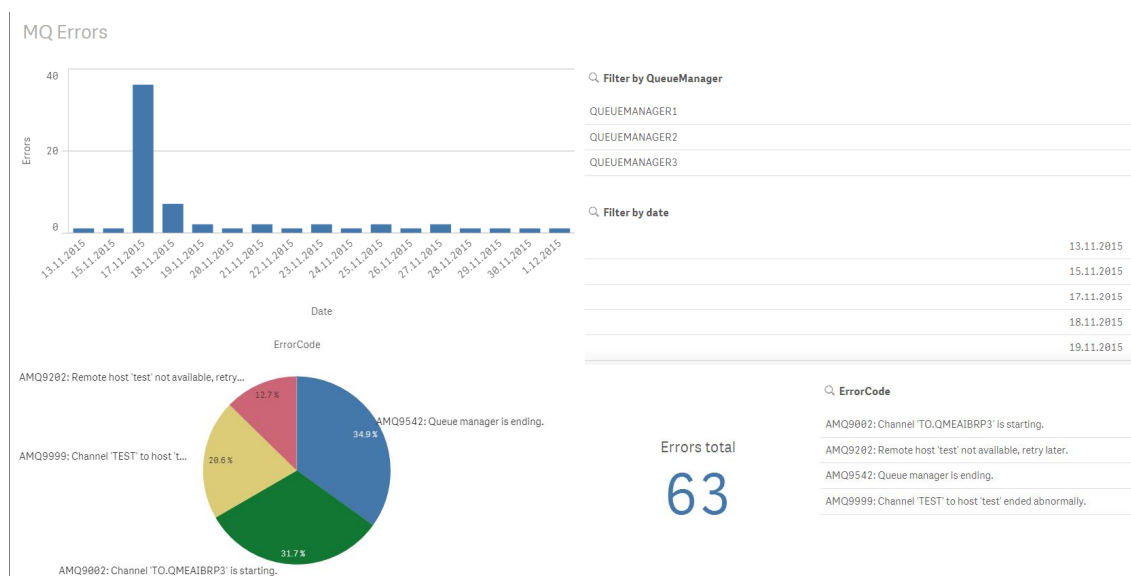 MQ Errors
40
20
0
Errors
13.11.2015
15.11.2015
17.11.2015
18.11.2015
19.11.2015
20.11.2015
21.11.2015
22.11.2015
23.11.2015
24.11.2015
25.11.2015
26.11.2015
27.11.2015
28.11.2015
29.11.2015
30.11.2015
1.12.2015
Date
Filter by QueueManager
QUEUEMANAGER1
QUEUEMANAGER2
QUEUEMANAGER3
Filter by date
13.11.2015
15.11.2015
17.11.2015
18.11.2015
19.11.2015
ErrorCode
AMQ9202: Remote host 'test' not available, retry...
12.7%
AMQ9542: Queue manager is ending.
34.9%
AMQ9999: Channel 'TEST' to host 't...
20.6%
31.7%
AMQ9002: Channel 'TO.QMEAIBRP3' is starting.
Errors total
63
ErrorCode
AMQ9002: Channel 'TO.QMEAIBRP3' is starting.
AMQ9202: Remote host 'test' not available, retry later.
AMQ9542: Queue manager is ending.
AMQ9999: Channel 'TEST' to host 'test' ended abnormally.